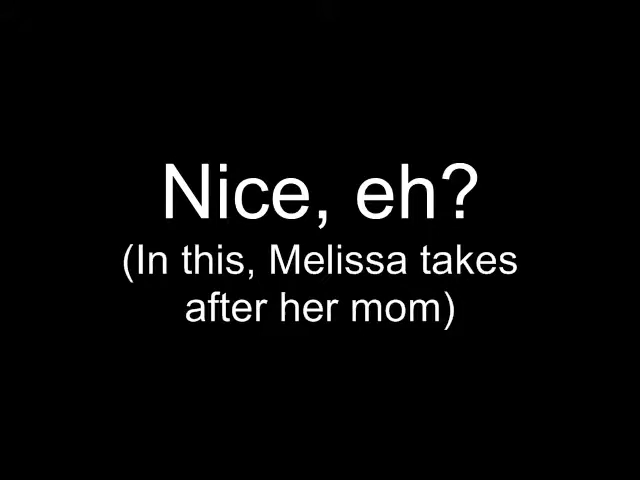 Nice, eh?
(In this, Melissa takes
after her mom)